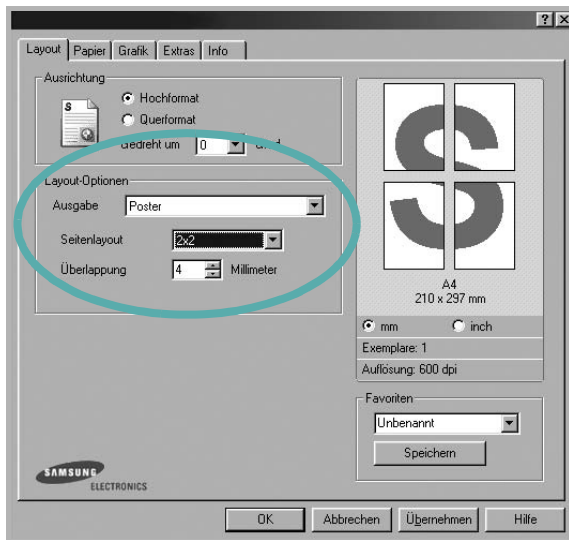 Layout Papier Grafik Extras Info
Ausrichtung
S
Hochformat
Querformat
Gedreht um 0
Layout-Optionen
Ausgabe Poster
Seitenlayout 2x2
Überlappung 4 Millimeter
A4
210 x 297 mm
mm inch
Exemplare: 1
Auflösung: 600 dpi
Favoriten
Unbenannt
Speichern
SAMSUNG
ELECTRONICS
OK Abbrechen Übernehmen Hilfe